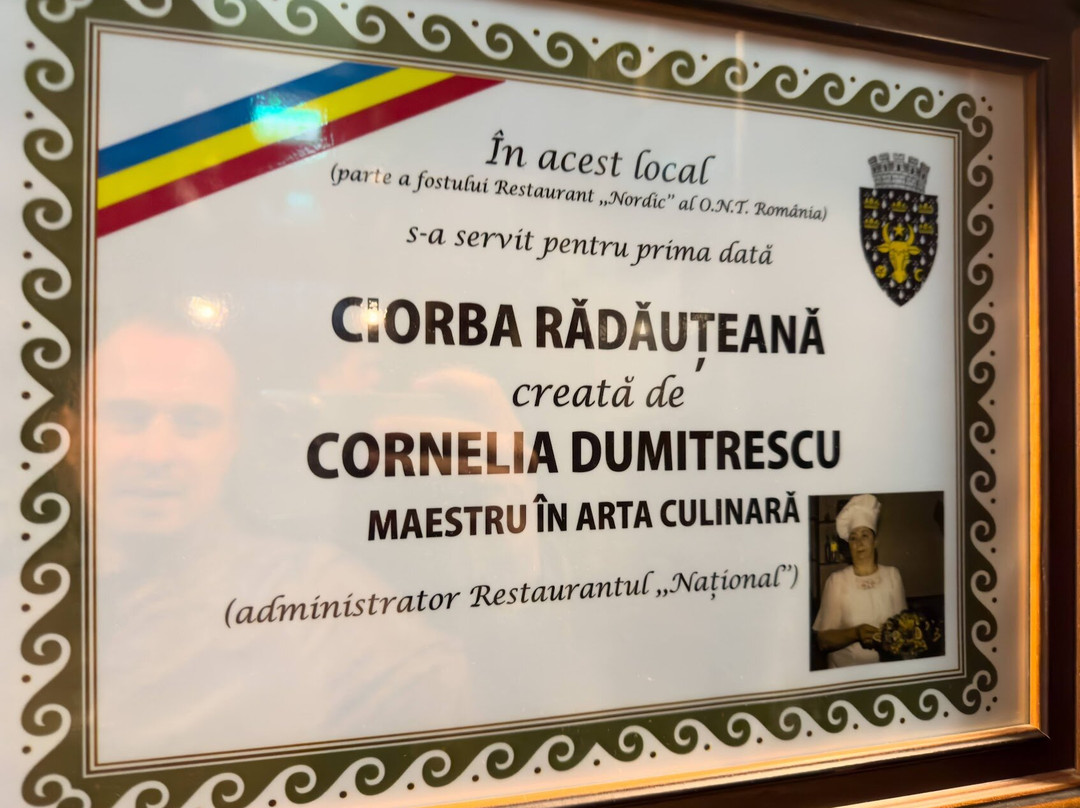 În acest local
(parte a fostului Restaurant „Nordic” al O.N.T. România)
s-a servit pentru prima dată
CIORBA RĂDĂUȚEANĂ
creată de
CORNELIA DUMITRESCU
MAESTRU ÎN ARTA CULINARĂ
(administrator Restaurantul „Național”)